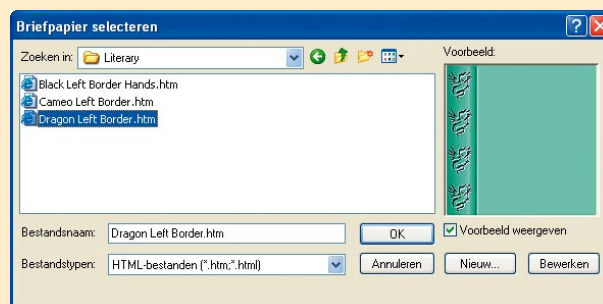 Briefpapier selecteren
Zoeken in: Literary
Voorbeeld:
Black Left Border Hands.htm
Cameo Left Border.htm
Dragon Left Border.htm
Bestandsnaam: Dragon Left Border.htm OK Voorbeeld weergeven
Bestandstypen: HTML-bestanden (*.htm;*.html) Annuleren Nieuw... Bewerken